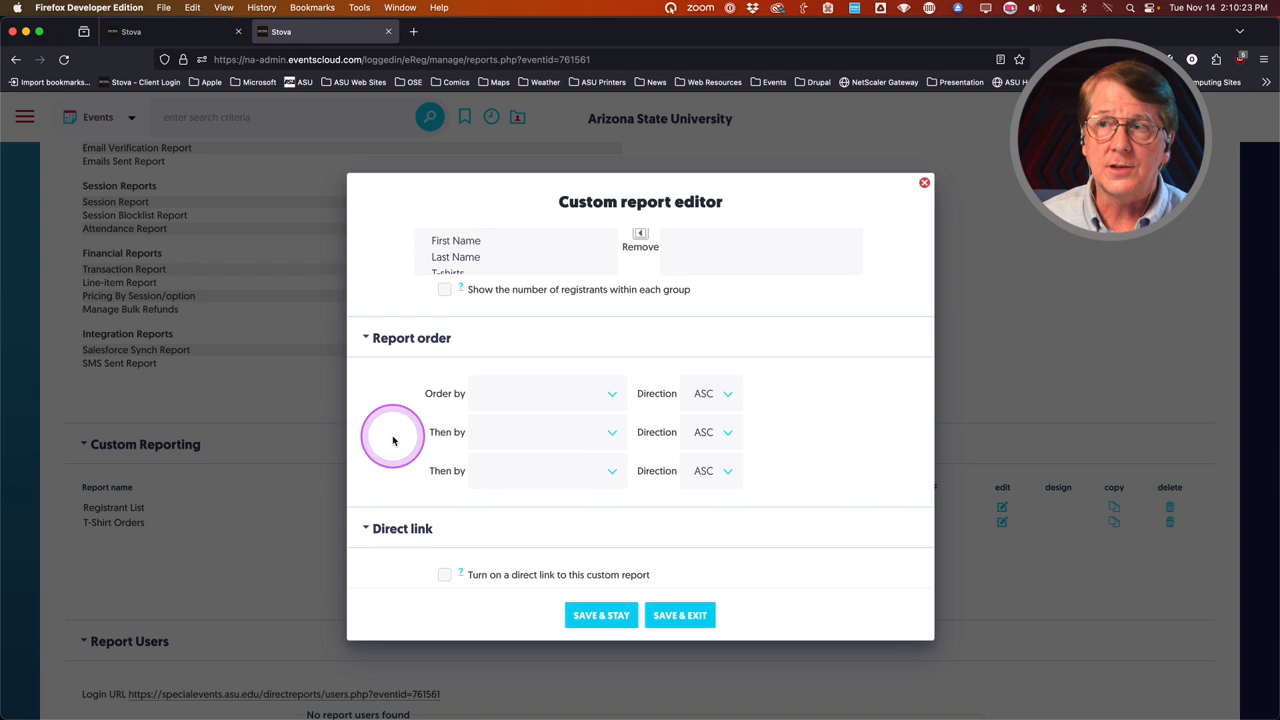 Firefox Developer Edition File Edit View History Bookmarks Tools Window Help zoom Tue Nov 14 2:10:23 PM
Stova
Stova
https://na-admin.eventscloud.com/loggedin/eReg/manage/reports.php?eventid=761561
Import bookmarks... Stova - Client Login Apple Microsoft ASU Web Sites OSE Comics Maps Weather ASU Printers News Web Resources Events Drupal NetScaler Gateway Presentation
Events enter search criteria Arizona State University
Email Verification Report
Emails Sent Report
Session Reports
Session Report
Session Blocklist Report
Attendance Report
Financial Reports
Transaction Report
Line-item Report
Pricing By Session/option
Manage Bulk Refunds
Integration Reports
Salesforce Synch Report
SMS Sent Report
Custom report editor
First Name
Last Name
T-shirts
Remove
? Show the number of registrants within each group
Report order
Order by Direction ASC
Then by Direction ASC
Then by Direction ASC
Direct link
? Turn on a direct link to this custom report
SAVE & STAY SAVE & EXIT
Custom Reporting
Report name edit design copy delete
Registrant List
T-Shirt Orders
Report Users
Login URL https://specialevents.asu.edu/directreports/users.php?eventid=761561
No report users found